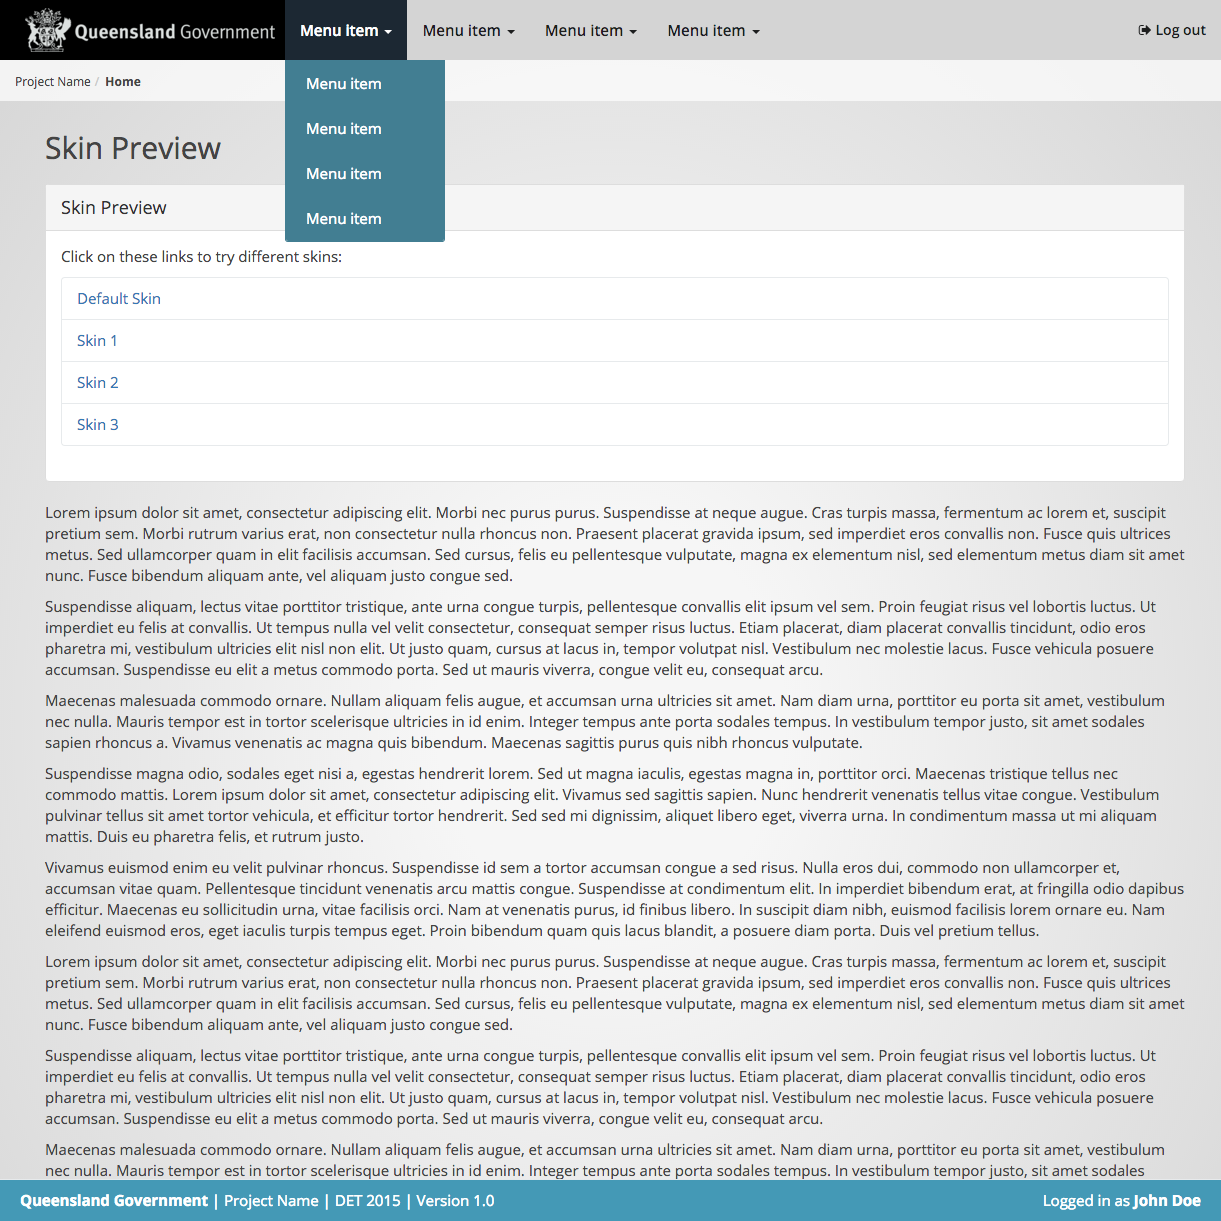 Queensland Government
Menu item Menu item Menu item Menu item Log out
Project Name / Home
Menu item
Menu item
Menu item
Menu item
Skin Preview
Skin Preview
Click on these links to try different skins:
Default Skin
Skin 1
Skin 2
Skin 3
Lorem ipsum dolor sit amet, consectetur adipiscing elit. Morbi nec purus purus. Suspendisse at neque augue. Cras turpis massa, fermentum ac lorem et, suscipit
pretium sem. Morbi rutrum varius erat, non consectetur nulla rhoncus non. Praesent placerat gravida ipsum, sed imperdiet eros convallis non. Fusce quis ultrices
metus. Sed ullamcorper quam in elit facilisis accumsan. Sed cursus, felis eu pellentesque vulputate, magna ex elementum nisl, sed elementum metus diam sit amet
nunc. Fusce bibendum aliquam ante, vel aliquam justo congue sed.
Suspendisse aliquam, lectus vitae porttitor tristique, ante urna congue turpis, pellentesque convallis elit ipsum vel sem. Proin feugiat risus vel lobortis luctus. Ut
imperdiet eu felis at convallis. Ut tempus nulla vel velit consectetur, consequat semper risus luctus. Etiam placerat, diam placerat convallis tincidunt, odio eros
pharetra mi, vestibulum ultricies elit nisl non elit. Ut justo quam, cursus at lacus in, tempor volutpat nisl. Vestibulum nec molestie lacus. Fusce vehicula posuere
accumsan. Suspendisse eu elit a metus commodo porta. Sed ut mauris viverra, congue velit eu, consequat arcu.
Maecenas malesuada commodo ornare. Nullam aliquam felis augue, et accumsan urna ultricies sit amet. Nam diam urna, porttitor eu porta sit amet, vestibulum
nec nulla. Mauris tempor est in tortor scelerisque ultricies in id enim. Integer tempus ante porta sodales tempus. In vestibulum tempor justo, sit amet sodales
sapien rhoncus a. Vivamus venenatis ac magna quis bibendum. Maecenas sagittis purus quis nibh rhoncus vulputate.
Suspendisse magna odio, sodales eget nisi a, egestas hendrerit lorem. Sed ut magna iaculis, egestas magna in, porttitor orci. Maecenas tristique tellus nec
commodo mattis. Lorem ipsum dolor sit amet, consectetur adipiscing elit. Vivamus sed sagittis sapien. Nunc hendrerit venenatis tellus vitae congue. Vestibulum
pulvinar tellus sit amet tortor vehicula, et efficitur tortor hendrerit. Sed sed mi dignissim, aliquet libero eget, viverra urna. In condimentum massa ut mi aliquam
mattis. Duis eu pharetra felis, et rutrum justo.
Vivamus euismod enim eu velit pulvinar rhoncus. Suspendisse id sem a tortor accumsan congue a sed risus. Nulla eros dui, commodo non ullamcorper et,
accumsan vitae quam. Pellentesque tincidunt venenatis arcu mattis congue. Suspendisse at condimentum elit. In imperdiet bibendum erat, at fringilla odio dapibus
efficitur. Maecenas eu sollicitudin urna, vitae facilisis orci. Nam at venenatis purus, id finibus libero. In suscipit diam nibh, euismod facilisis lorem ornare eu. Nam
eleifend euismod eros, eget iaculis turpis tempus eget. Proin bibendum quam quis lacus blandit, a posuere diam porta. Duis vel pretium tellus.
Lorem ipsum dolor sit amet, consectetur adipiscing elit. Morbi nec purus purus. Suspendisse at neque augue. Cras turpis massa, fermentum ac lorem et, suscipit
pretium sem. Morbi rutrum varius erat, non consectetur nulla rhoncus non. Praesent placerat gravida ipsum, sed imperdiet eros convallis non. Fusce quis ultrices
metus. Sed ullamcorper quam in elit facilisis accumsan. Sed cursus, felis eu pellentesque vulputate, magna ex elementum nisl, sed elementum metus diam sit amet
nunc. Fusce bibendum aliquam ante, vel aliquam justo congue sed.
Suspendisse aliquam, lectus vitae porttitor tristique, ante urna congue turpis, pellentesque convallis elit ipsum vel sem. Proin feugiat risus vel lobortis luctus. Ut
imperdiet eu felis at convallis. Ut tempus nulla vel velit consectetur, consequat semper risus luctus. Etiam placerat, diam placerat convallis tincidunt, odio eros
pharetra mi, vestibulum ultricies elit nisl non elit. Ut justo quam, cursus at lacus in, tempor volutpat nisl. Vestibulum nec molestie lacus. Fusce vehicula posuere
accumsan. Suspendisse eu elit a metus commodo porta. Sed ut mauris viverra, congue velit eu, consequat arcu.
Maecenas malesuada commodo ornare. Nullam aliquam felis augue, et accumsan urna ultricies sit amet. Nam diam urna, porttitor eu porta sit amet, vestibulum
nec nulla. Mauris tempor est in tortor scelerisque ultricies in id enim. Integer tempus ante porta sodales tempus. In vestibulum tempor justo, sit amet sodales
Queensland Government | Project Name | DET 2015 | Version 1.0 Logged in as John Doe